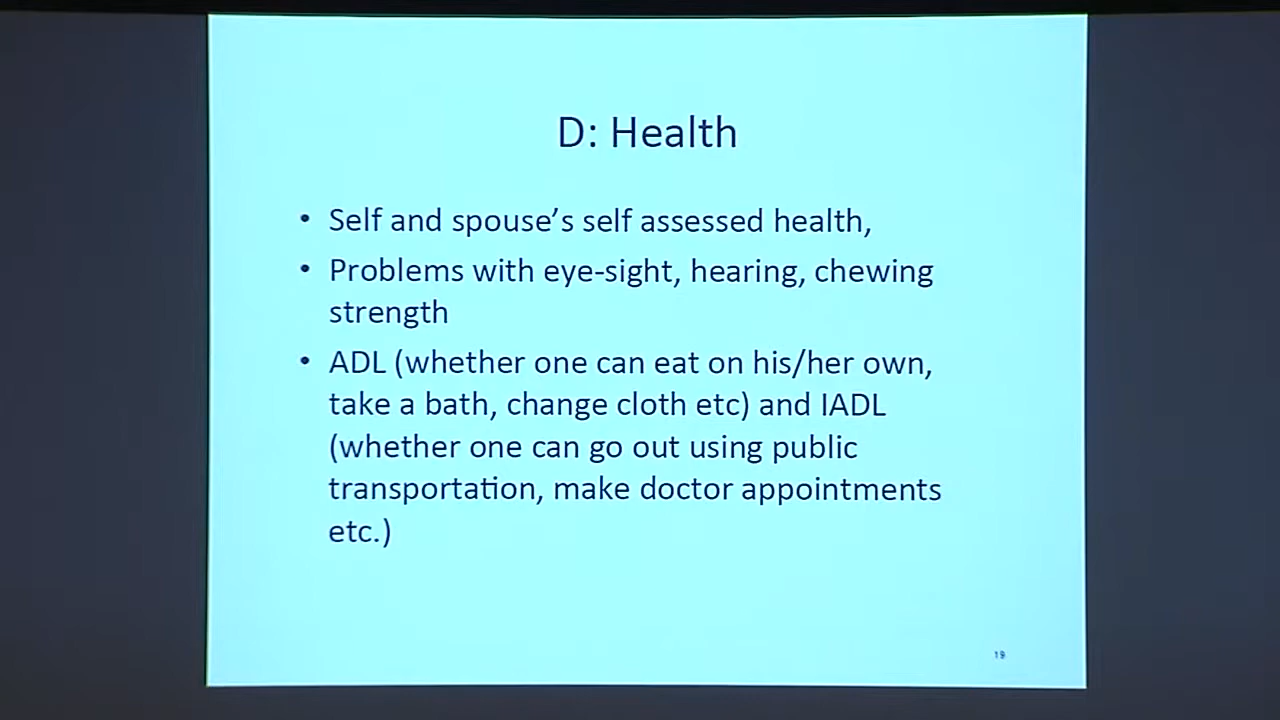 D: Health
• Self and spouse’s self assessed health,
• Problems with eye-sight, hearing, chewing
strength
• ADL (whether one can eat on his/her own,
take a bath, change cloth etc) and IADL
(whether one can go out using public
transportation, make doctor appointments
etc.)
19